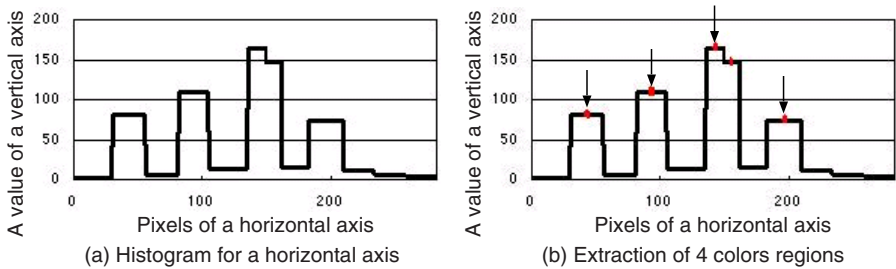 A value of a vertical axis
200
150
100
50
0
0
100
200
Pixels of a horizontal axis
(a) Histogram for a horizontal axis
A value of a vertical axis
200
150
100
50
0
0
100
200
Pixels of a horizontal axis
(b) Extraction of 4 colors regions